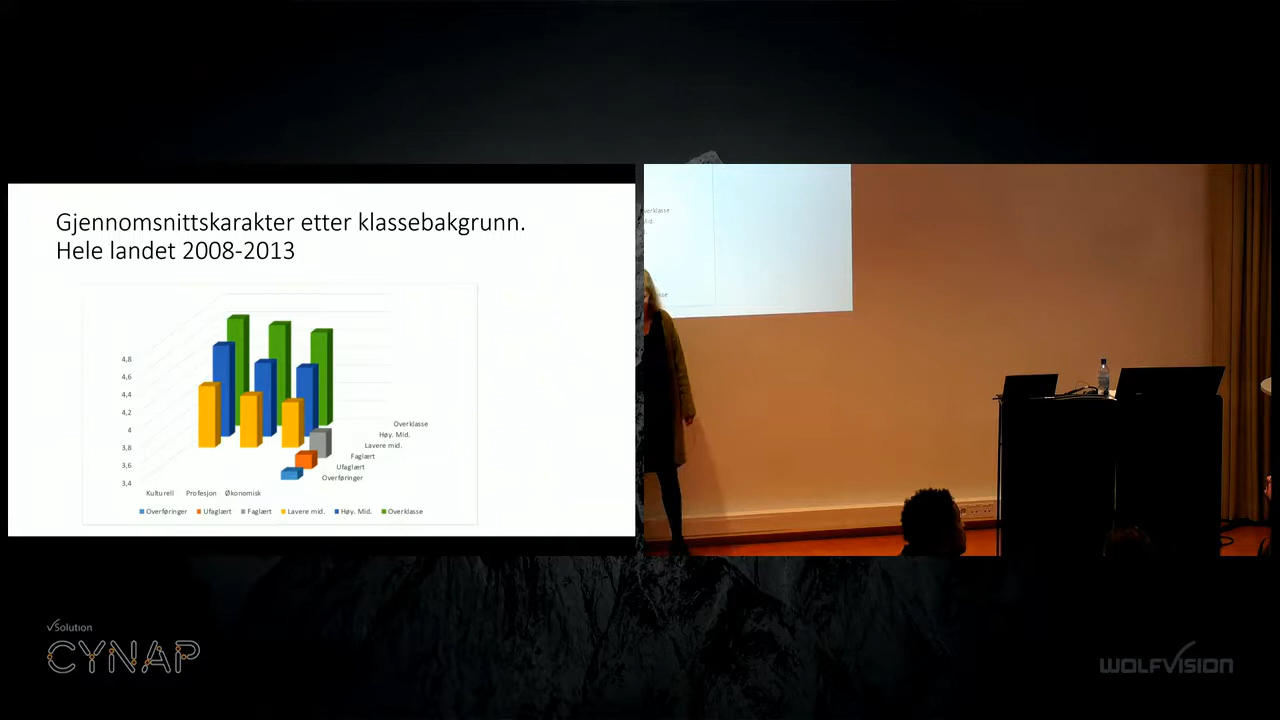 Gjennomsnittskarakter etter klassebakgrunn.
Hele landet 2008-2013
4,8
4,6
4,4
4,2
4
3,8
3,6
3,4
Overklasse
Høy. Mid.
Lavere mid.
Faglært
Ufaglært
Overføringer
Kulturell Profesjon Økonomisk
Overføringer Ufaglært Faglært Lavere mid. Høy. Mid. Overklasse
vSolution
CYNAP
WOLFVISION